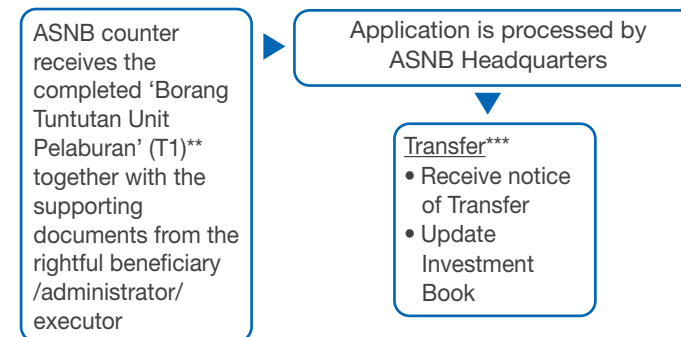 ASNB counter
receives the
completed ‘Borang
Tuntutan Unit
Pelaburan’ (T1)**
together with the
supporting
documents from the
rightful beneficiary
/administrator/
executor
Application is processed by
ASNB Headquarters
Transfer***
• Receive notice
of Transfer
• Update
Investment
Book